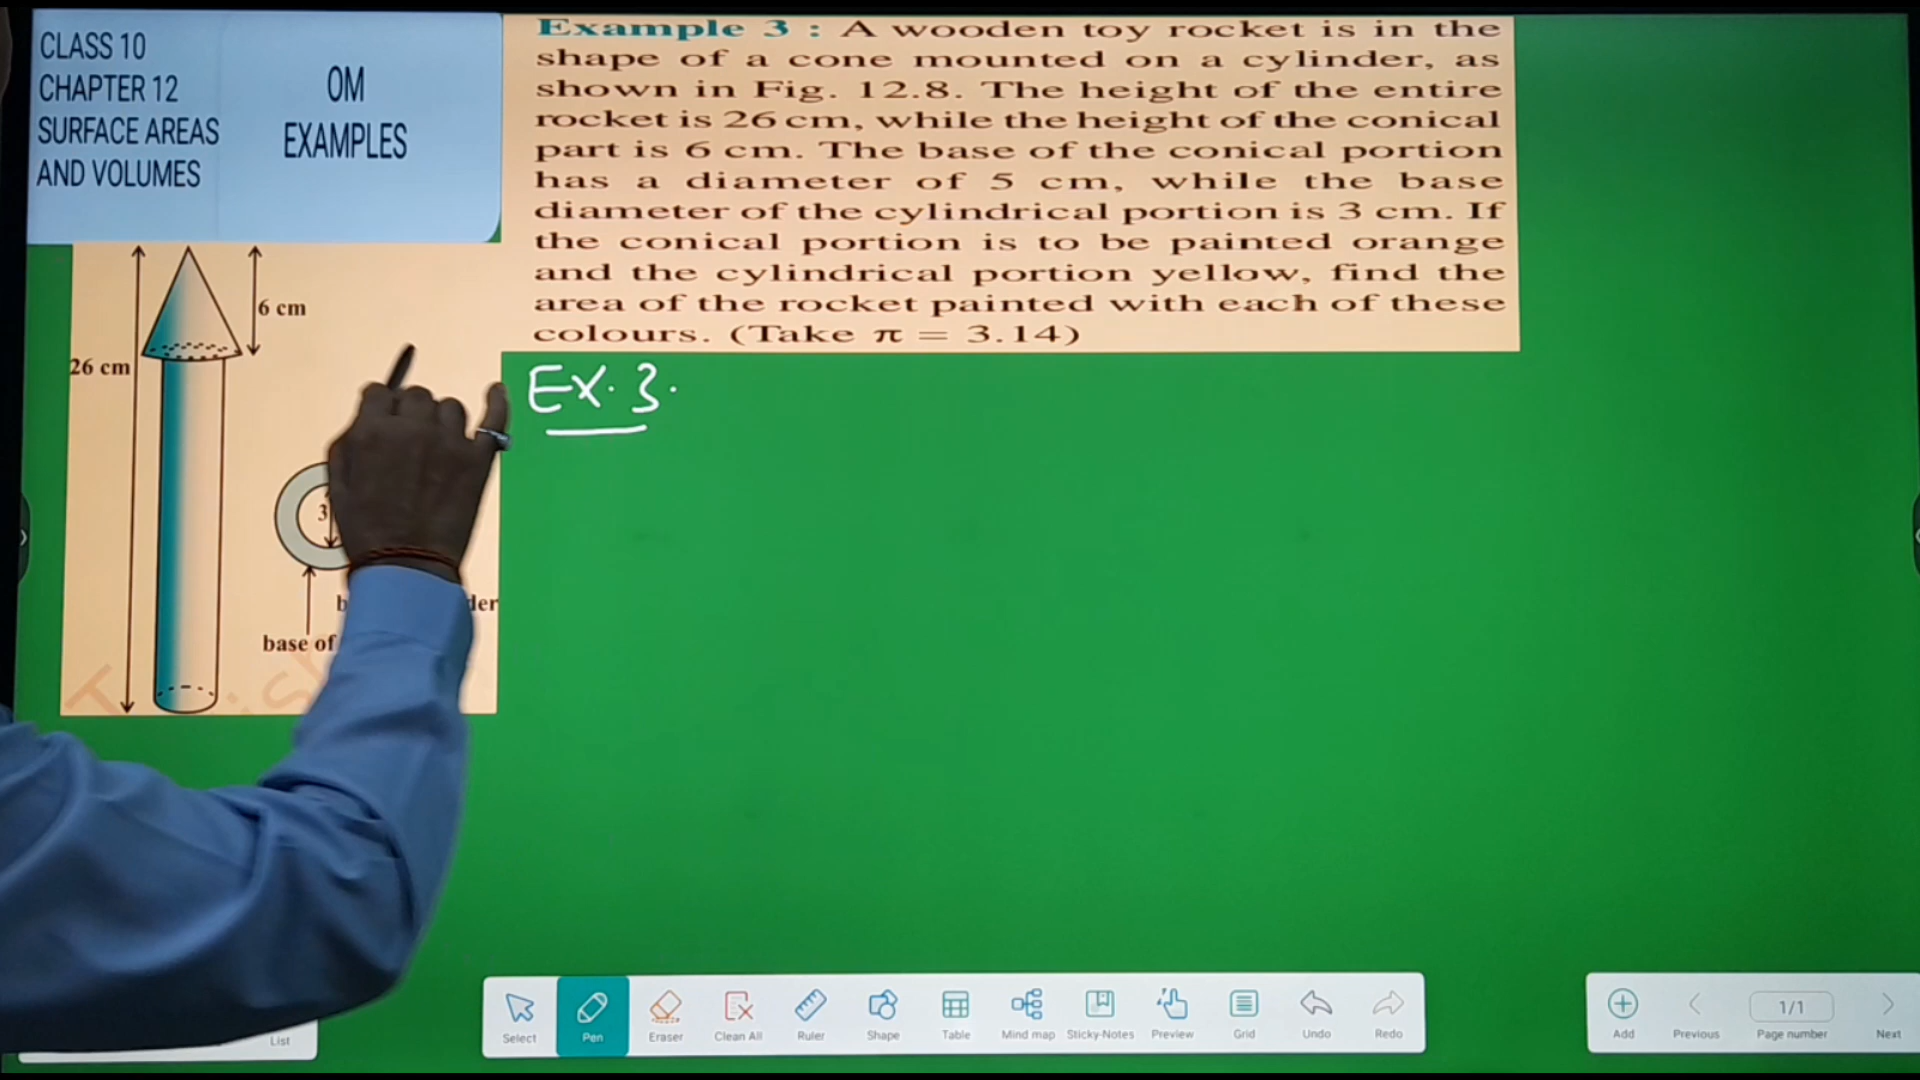 CLASS 10
CHAPTER 12
SURFACE AREAS
AND VOLUMES
OM
EXAMPLES
Example 3 : A wooden toy rocket is in the
shape of a cone mounted on a cylinder, as
shown in Fig. 12.8. The height of the entire
rocket is 26 cm, while the height of the conical
part is 6 cm. The base of the conical portion
has a diameter of 5 cm, while the base
diameter of the cylindrical portion is 3 cm. If
the conical portion is to be painted orange
and the cylindrical portion yellow, find the
area of the rocket painted with each of these
colours. (Take π = 3.14)
6 cm
26 cm
EX. 3.
3
base of
List
Select
Pen
Eraser
Clean All
Ruler
Shape
Table
Mind map
Sticky-Notes
Preview
Grid
Undo
Redo
Add
Previous
1/1
Page number
Next